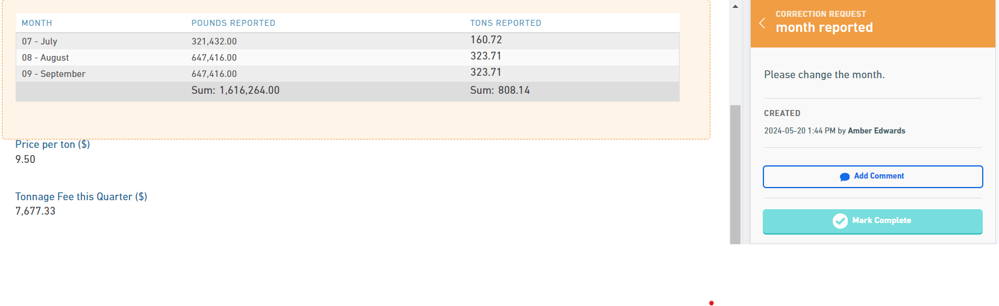 MONTH POUNDS REPORTED TONS REPORTED
07 - July 321,432.00 160.72
08 - August 647,416.00 323.71
09 - September 647,416.00 323.71
Sum: 1,616,264.00 Sum: 808.14
Price per ton ($)
9.50
Tonnage Fee this Quarter ($)
7,677.33
CORRECTION REQUEST
month reported
Please change the month.
CREATED
2024-05-20 1:44 PM by Amber Edwards
Add Comment
Mark Complete